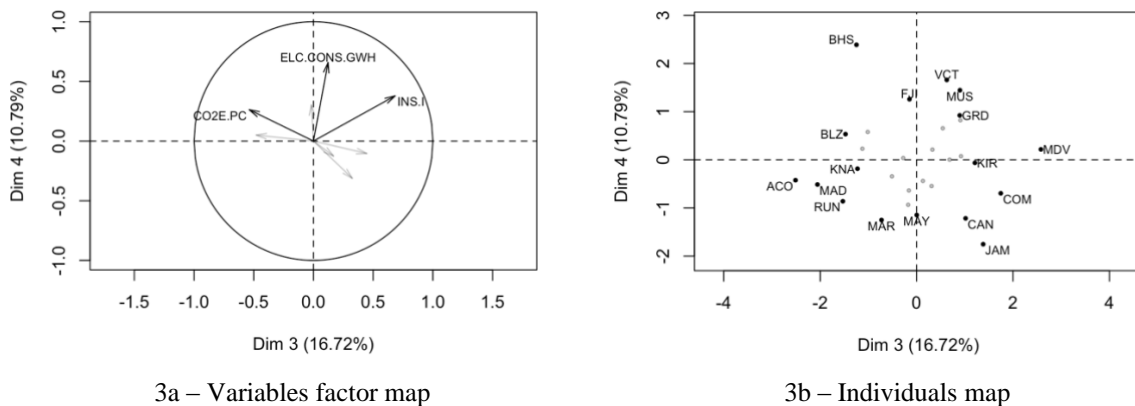 1.0
0.5
0.0
-0.5
-1.0
Dim 4 (10.79%)
ELC.CONS.GWH
CO2E.PC
INS.I
-1.5 -1.0 -0.5 0.0 0.5 1.0 1.5
Dim 3 (16.72%)
3a – Variables factor map
3
2
1
0
-1
-2
Dim 4 (10.79%)
BHS
VCT
FJI
MUS
GRD
BLZ
MDV
KIR
KNA
ACO
MAD
COM
RUN
MAR
MAY
CAN
JAM
-4 -2 0 2 4
Dim 3 (16.72%)
3b – Individuals map